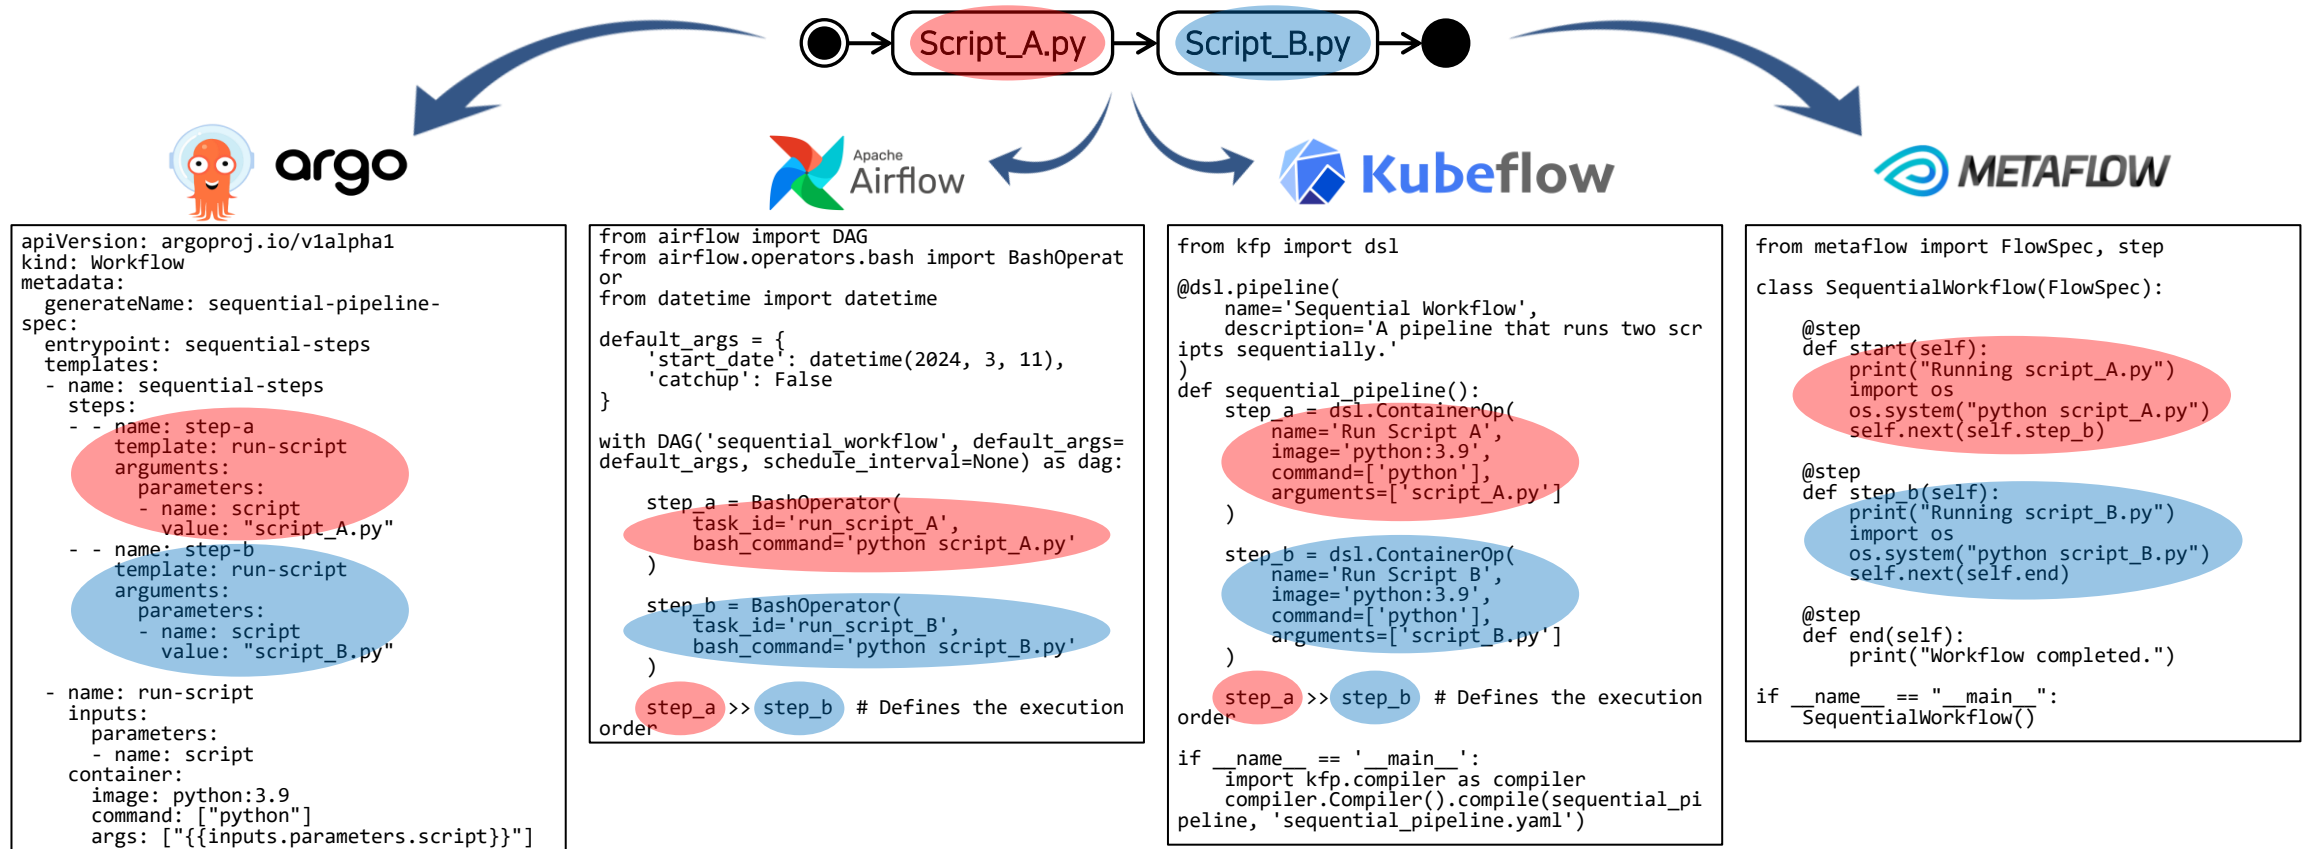 Script_A.py
Script_B.py
argo
Apache
Airflow
Kubeflow
METAFLOW
apiVersion: argoproj.io/v1alpha1
kind: Workflow
metadata:
  generateName: sequential-pipeline-
spec:
  entrypoint: sequential-steps
  templates:
  - name: sequential-steps
    steps:
    - - name: step-a
        template: run-script
        arguments:
          parameters:
          - name: script
            value: "script_A.py"
    - - name: step-b
        template: run-script
        arguments:
          parameters:
          - name: script
            value: "script_B.py"
  - name: run-script
    inputs:
      parameters:
      - name: script
    container:
      image: python:3.9
      command: ["python"]
      args: ["{{inputs.parameters.script}}"]
from airflow import DAG
from airflow.operators.bash import BashOperat
or
from datetime import datetime
default_args = {
    'start_date': datetime(2024, 3, 11),
    'catchup': False
}
with DAG('sequential_workflow', default_args=
default_args, schedule_interval=None) as dag:
    step_a = BashOperator(
        task_id='run_script_A',
        bash_command='python script_A.py'
    )
    step_b = BashOperator(
        task_id='run_script_B',
        bash_command='python script_B.py'
    )
    step_a >> step_b  # Defines the execution
order
from kfp import dsl
@dsl.pipeline(
    name='Sequential Workflow',
    description='A pipeline that runs two scr
ipts sequentially.'
)
def sequential_pipeline():
    step_a = dsl.ContainerOp(
        name='Run Script A',
        image='python:3.9',
        command=['python'],
        arguments=['script_A.py']
    )
    step_b = dsl.ContainerOp(
        name='Run Script B',
        image='python:3.9',
        command=['python'],
        arguments=['script_B.py']
    )
    step_a >> step_b  # Defines the execution
order
if __name__ == '__main__':
    import kfp.compiler as compiler
    compiler.Compiler().compile(sequential_pi
peline, 'sequential_pipeline.yaml')
from metaflow import FlowSpec, step
class SequentialWorkflow(FlowSpec):
    @step
    def start(self):
        print("Running script_A.py")
        import os
        os.system("python script_A.py")
        self.next(self.step_b)
    @step
    def step_b(self):
        print("Running script_B.py")
        import os
        os.system("python script_B.py")
        self.next(self.end)
    @step
    def end(self):
        print("Workflow completed.")
if __name__ == "__main__":
    SequentialWorkflow()